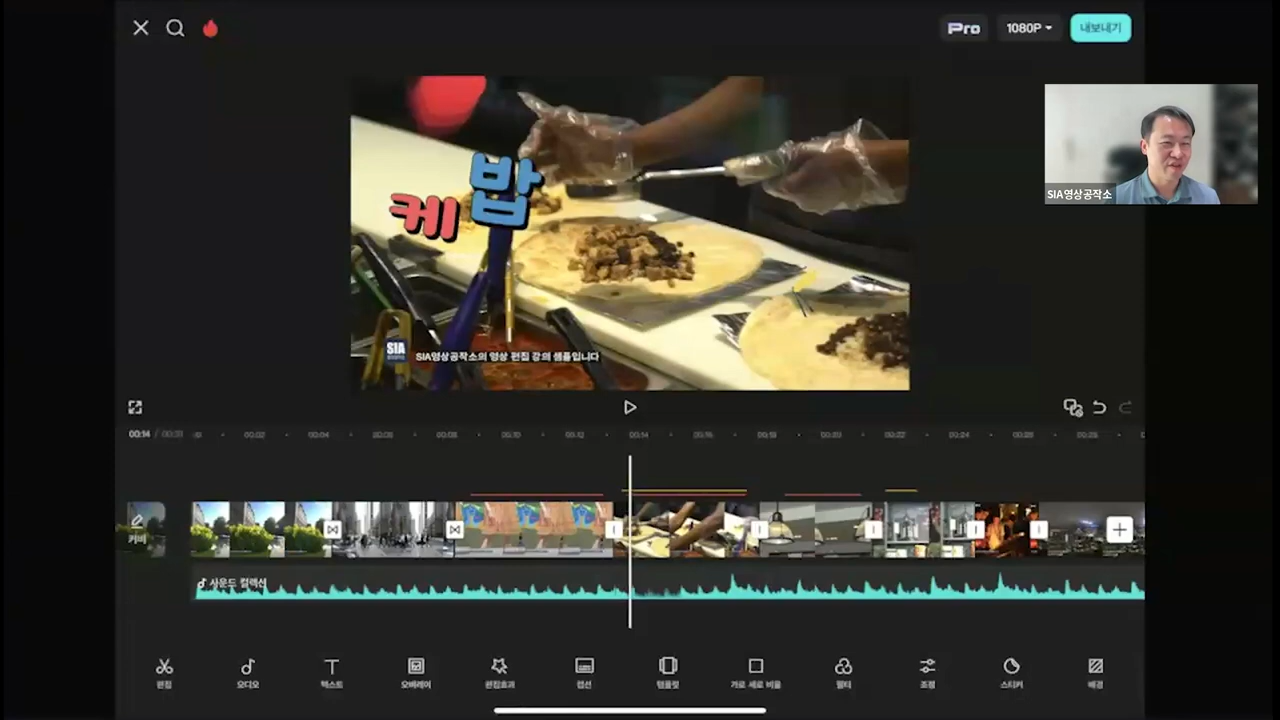 Pro
1080P
내보내기
케밥
SIA영상공작소
SIA
SIA영상공작소의 영상 편집 강의 샘플입니다
00:14 / 00:31
00:02
00:04
00:06
00:08
00:10
00:12
00:14
00:16
00:18
00:20
00:22
00:24
00:26
00:28
커버
사운드 컬렉션
편집
오디오
텍스트
오버레이
편집효과
캡션
템플릿
가로 세로 비율
필터
조정
스티커
배경